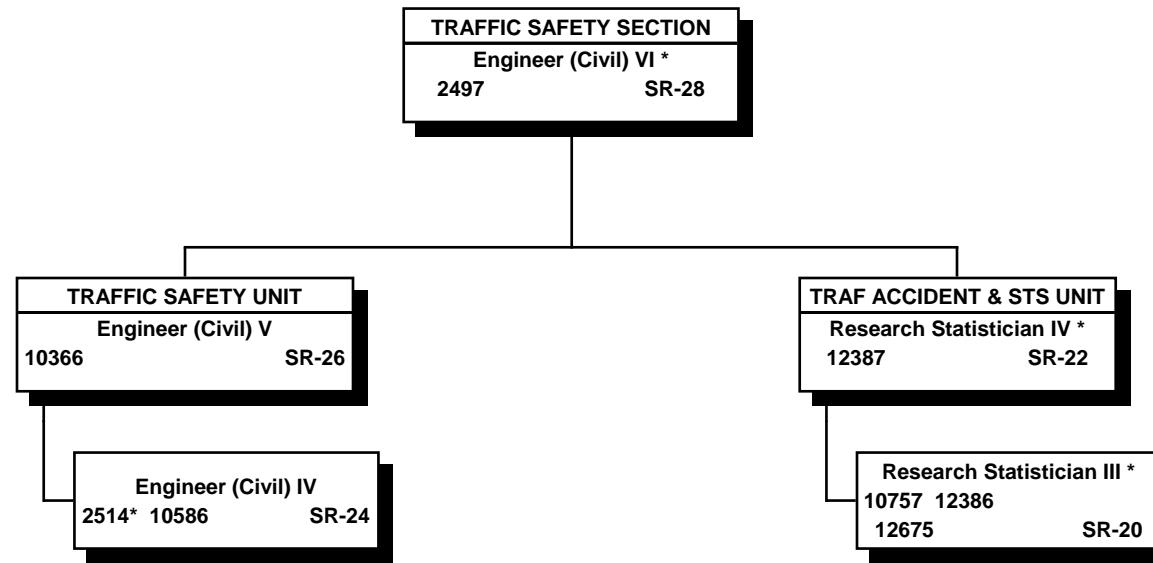 TRAFFIC SAFETY SECTION
Engineer (Civil) VI *
2497 SR-28
TRAFFIC SAFETY UNIT
Engineer (Civil) V
10366 SR-26
Engineer (Civil) IV
2514* 10586 SR-24
TRAF ACCIDENT & STS UNIT
Research Statistician IV *
12387 SR-22
Research Statistician III *
10757 12386
12675 SR-20